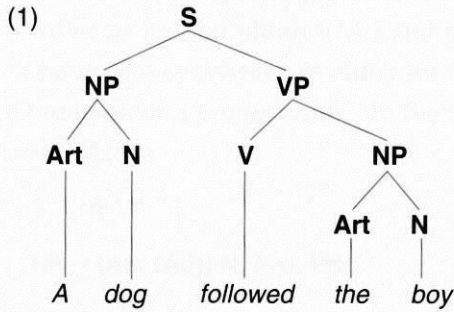 (1) S
NP VP
Art N V NP
Art N
A dog followed the boy